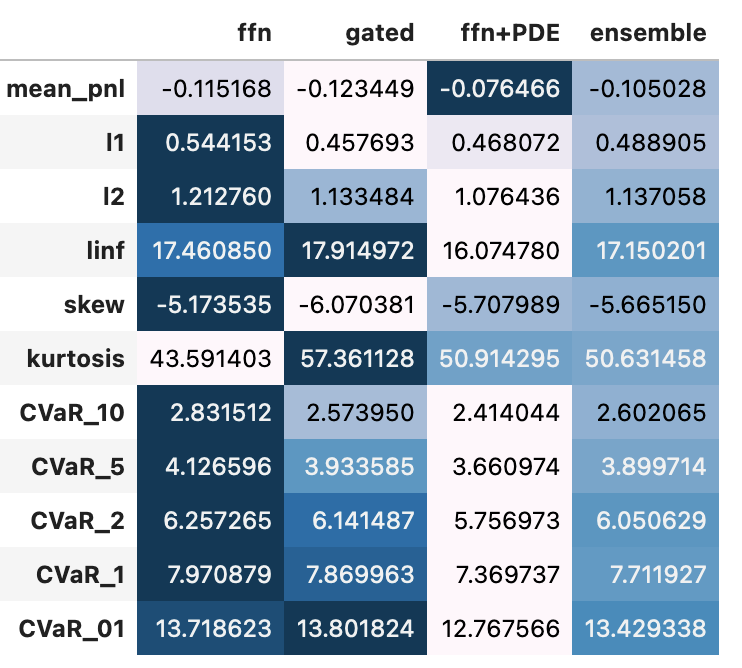 ffn gated ffn+PDE ensemble
mean_pnl -0.115168 -0.123449 -0.076466 -0.105028
l1 0.544153 0.457693 0.468072 0.488905
l2 1.212760 1.133484 1.076436 1.137058
linf 17.460850 17.914972 16.074780 17.150201
skew -5.173535 -6.070381 -5.707989 -5.665150
kurtosis 43.591403 57.361128 50.914295 50.631458
CVaR_10 2.831512 2.573950 2.414044 2.602065
CVaR_5 4.126596 3.933585 3.660974 3.899714
CVaR_2 6.257265 6.141487 5.756973 6.050629
CVaR_1 7.970879 7.869963 7.369737 7.711927
CVaR_01 13.718623 13.801824 12.767566 13.429338